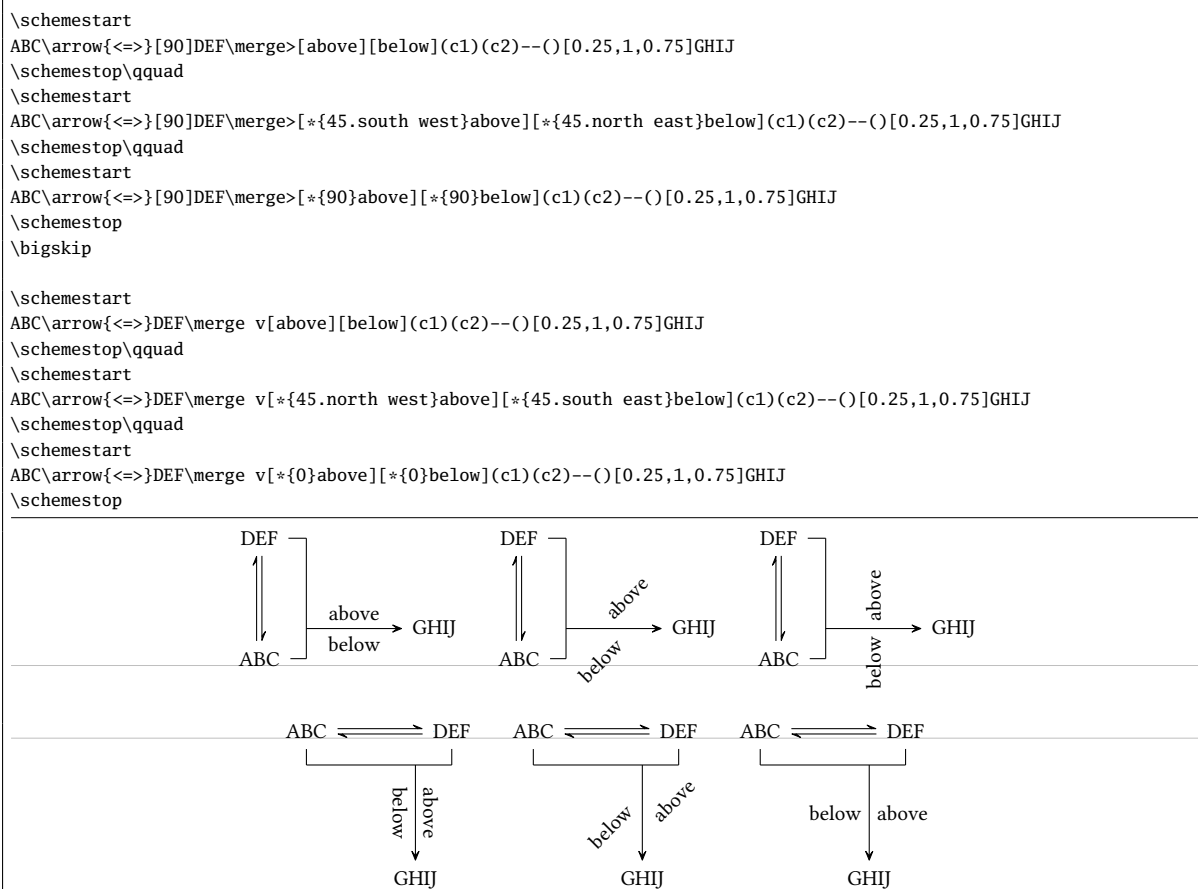 \schemestart
ABC\arrow{<=>}[90]DEF\merge>[above][below](c1)(c2)--()[0.25,1,0.75]GHIJ
\schemestop\qquad
\schemestart
ABC\arrow{<=>}[90]DEF\merge>[*{45.south west}above][*{45.north east}below](c1)(c2)--()[0.25,1,0.75]GHIJ
\schemestop\qquad
\schemestart
ABC\arrow{<=>}[90]DEF\merge>[*{90}above][*{90}below](c1)(c2)--()[0.25,1,0.75]GHIJ
\schemestop
\bigskip
\schemestart
ABC\arrow{<=>}DEF\merge v[above][below](c1)(c2)--()[0.25,1,0.75]GHIJ
\schemestop\qquad
\schemestart
ABC\arrow{<=>}DEF\merge v[*{45.north west}above][*{45.south east}below](c1)(c2)--()[0.25,1,0.75]GHIJ
\schemestop\qquad
\schemestart
ABC\arrow{<=>}DEF\merge v[*{0}above][*{0}below](c1)(c2)--()[0.25,1,0.75]GHIJ
\schemestop
DEF DEF DEF
above above above
GHIJ GHIJ GHIJ
below below below
ABC ABC ABC
ABC DEF ABC DEF ABC DEF
below above below above below above
GHIJ GHIJ GHIJ